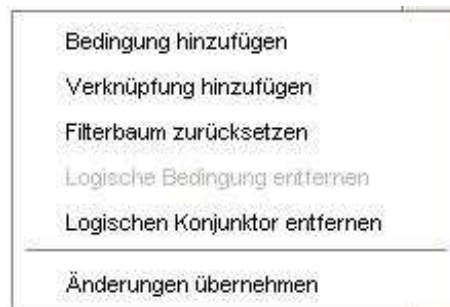 Bedingung hinzufügen
Verknüpfung hinzufügen
Filterbaum zurücksetzen
Logische Bedingung entfernen
Logischen Konjunktor entfernen
Änderungen übernehmen